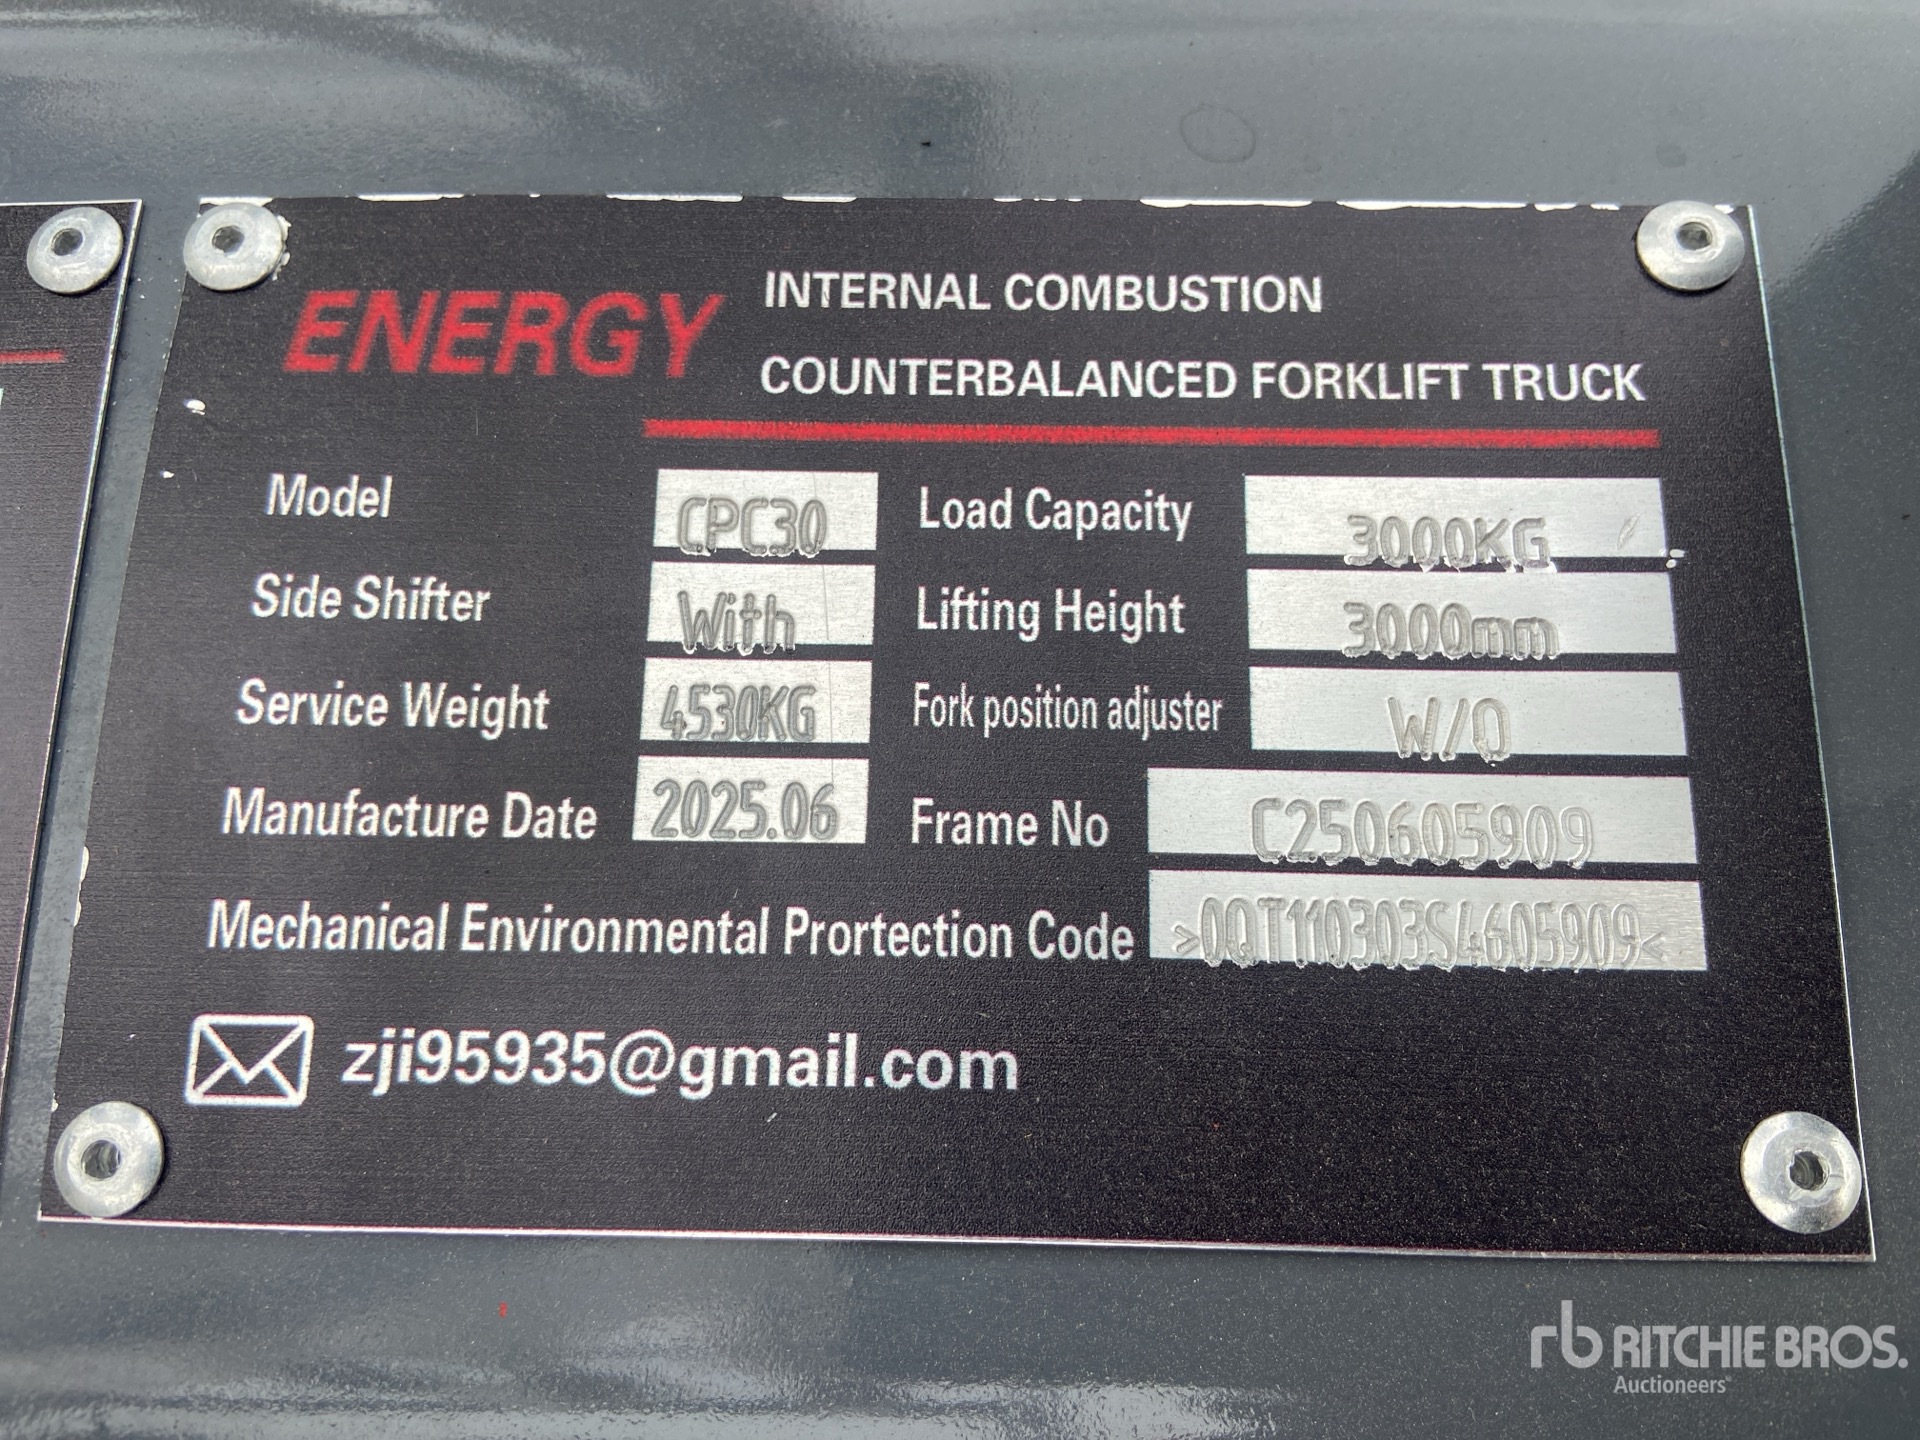 ENERGY INTERNAL COMBUSTION
COUNTERBALANCED FORKLIFT TRUCK
Model CPC30 Load Capacity 3000KG
Side Shifter With Lifting Height 3000mm
Service Weight 4530KG Fork position adjuster W/O
Manufacture Date 2025.06 Frame No C250605909
Mechanical Environmental Prortection Code >0QT110303S4605909<
zji95935@gmail.com
rb RITCHIE BROS.
Auctioneers